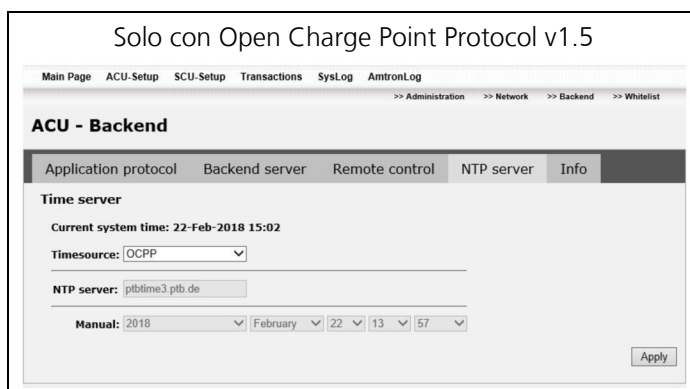 Solo con Open Charge Point Protocol v1.5
Main Page ACU-Setup SCU-Setup Transactions SysLog AmtronLog
>> Administration >> Network >> Backend >> Whitelist
ACU - Backend
Application protocol Backend server Remote control NTP server Info
Time server
Current system time: 22-Feb-2018 15:02
Timesource: OCPP
NTP server: ptbtime3.ptb.de
Manual: 2018 February 22 13 57
Apply